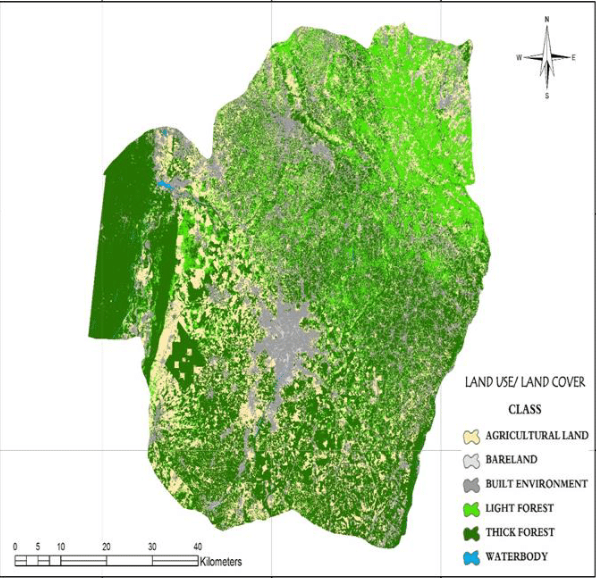 N
W E
S
LAND USE/ LAND COVER
CLASS
AGRICULTURAL LAND
BARELAND
BUILT ENVIRONMENT
LIGHT FOREST
THICK FOREST
WATERBODY
0 5 10 20 30 40
Kilometers